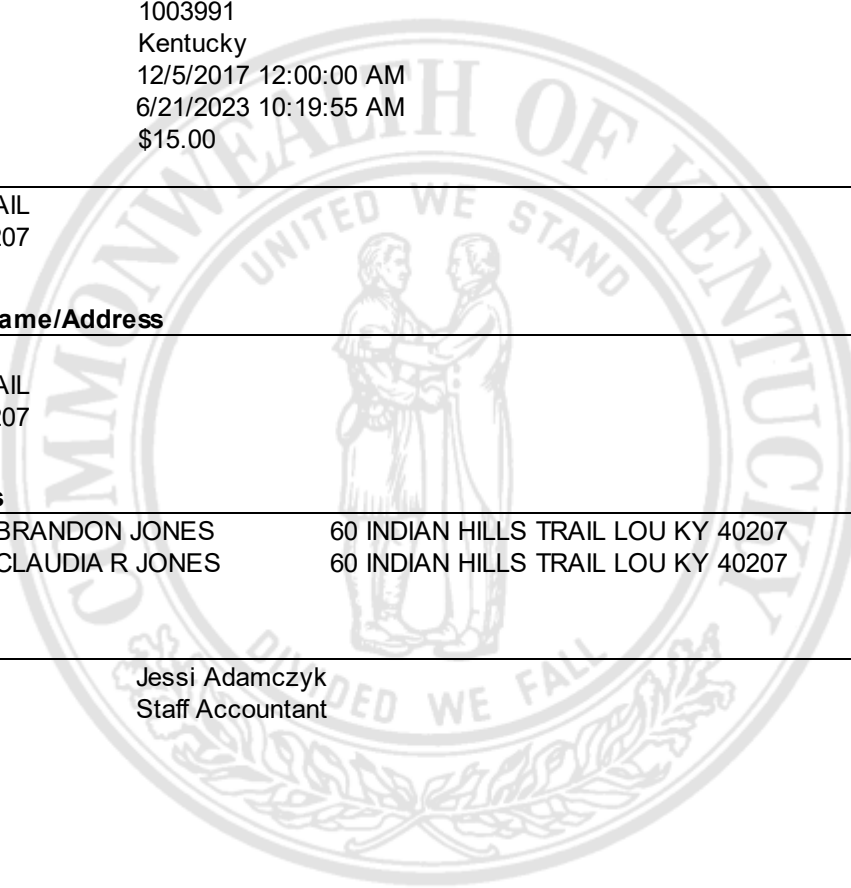 1003991
Kentucky
12/5/2017 12:00:00 AM
6/21/2023 10:19:55 AM
$15.00
AIL
207
ame/Address
AIL
207
s
BRANDON JONES 60 INDIAN HILLS TRAIL LOU KY 40207
CLAUDIA R JONES 60 INDIAN HILLS TRAIL LOU KY 40207
Jessi Adamczyk
Staff Accountant
COMMONWEALTH OF KENTUCKY
UNITED WE STAND
DIVIDED WE FALL